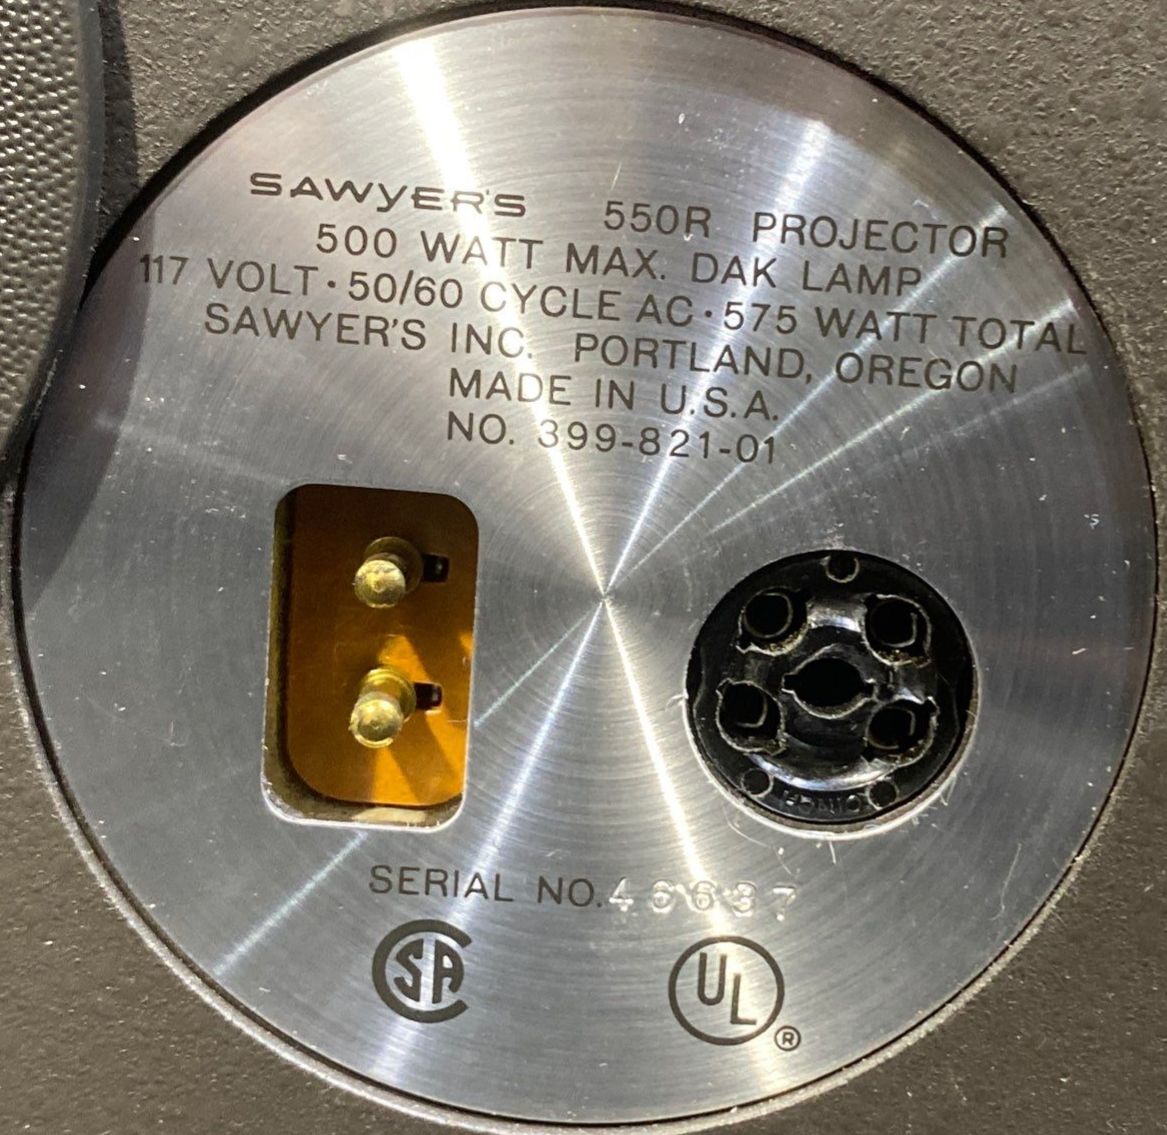 SAWYER'S 550R PROJECTOR
500 WATT MAX. DAK LAMP
117 VOLT · 50/60 CYCLE AC · 575 WATT TOTAL
SAWYER'S INC. PORTLAND, OREGON
MADE IN U.S.A.
NO. 399-821-01
SERIAL NO. 46637
SA
UL ®